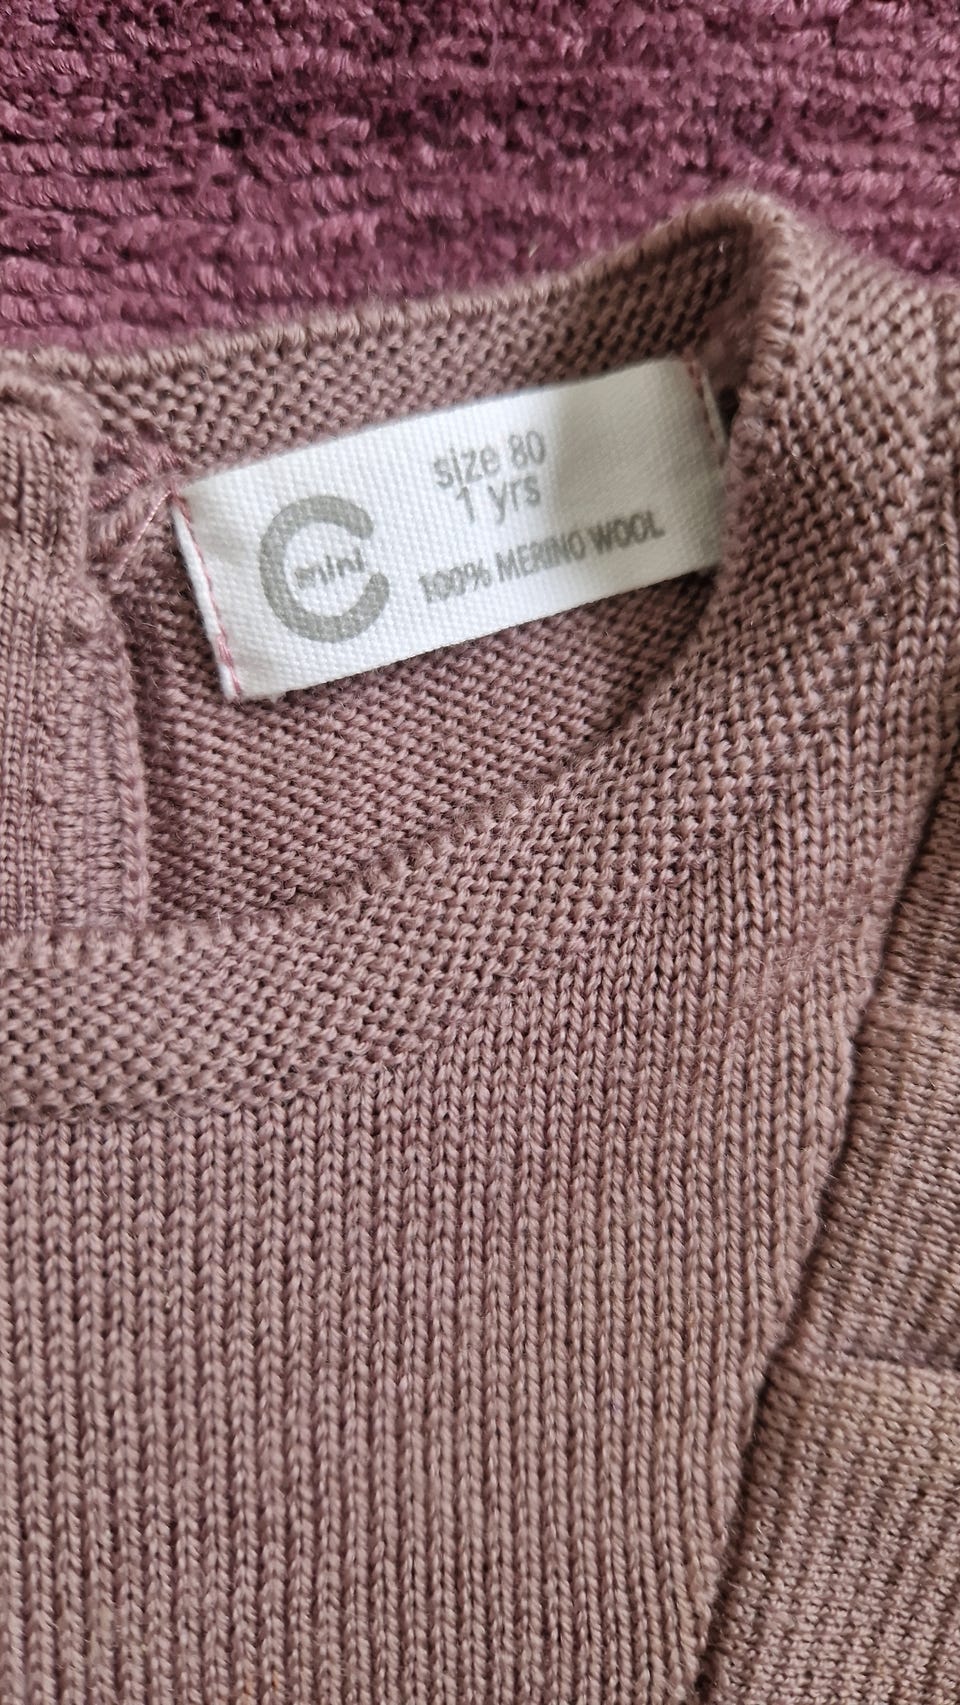 size 80
1 yrs
mini
100% MERINO WOOL